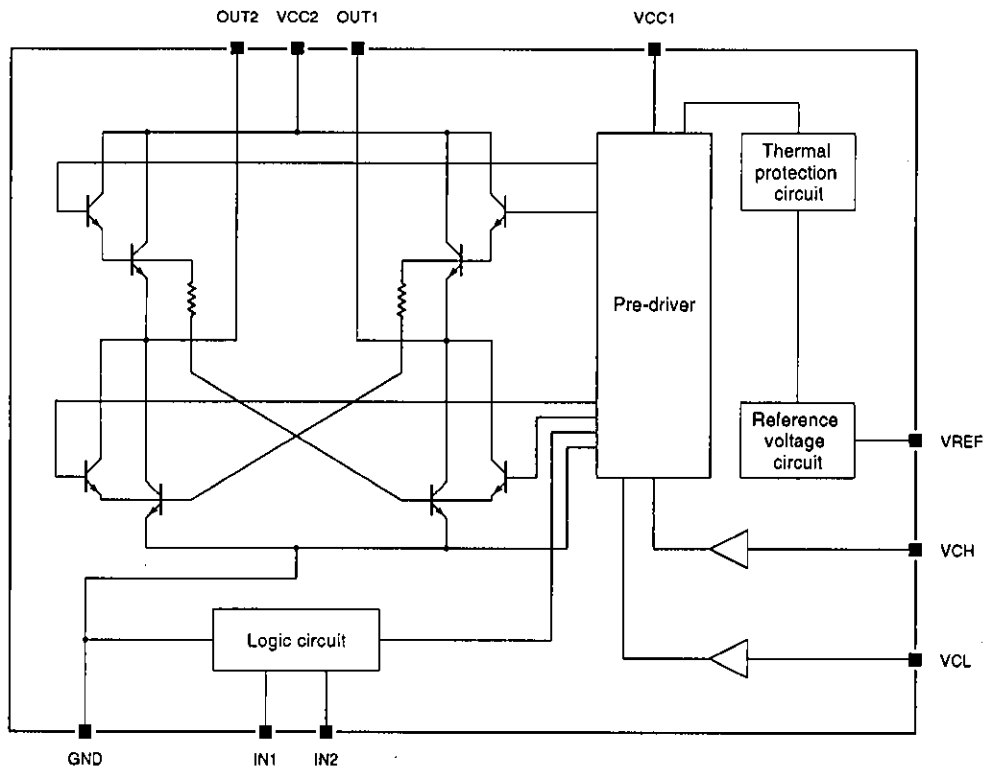 OUT2 VCC2 OUT1 VCC1
Thermal
protection
circuit
Pre-driver
Reference
voltage
circuit
VREF
VCH
Logic circuit
VCL
GND IN1 IN2